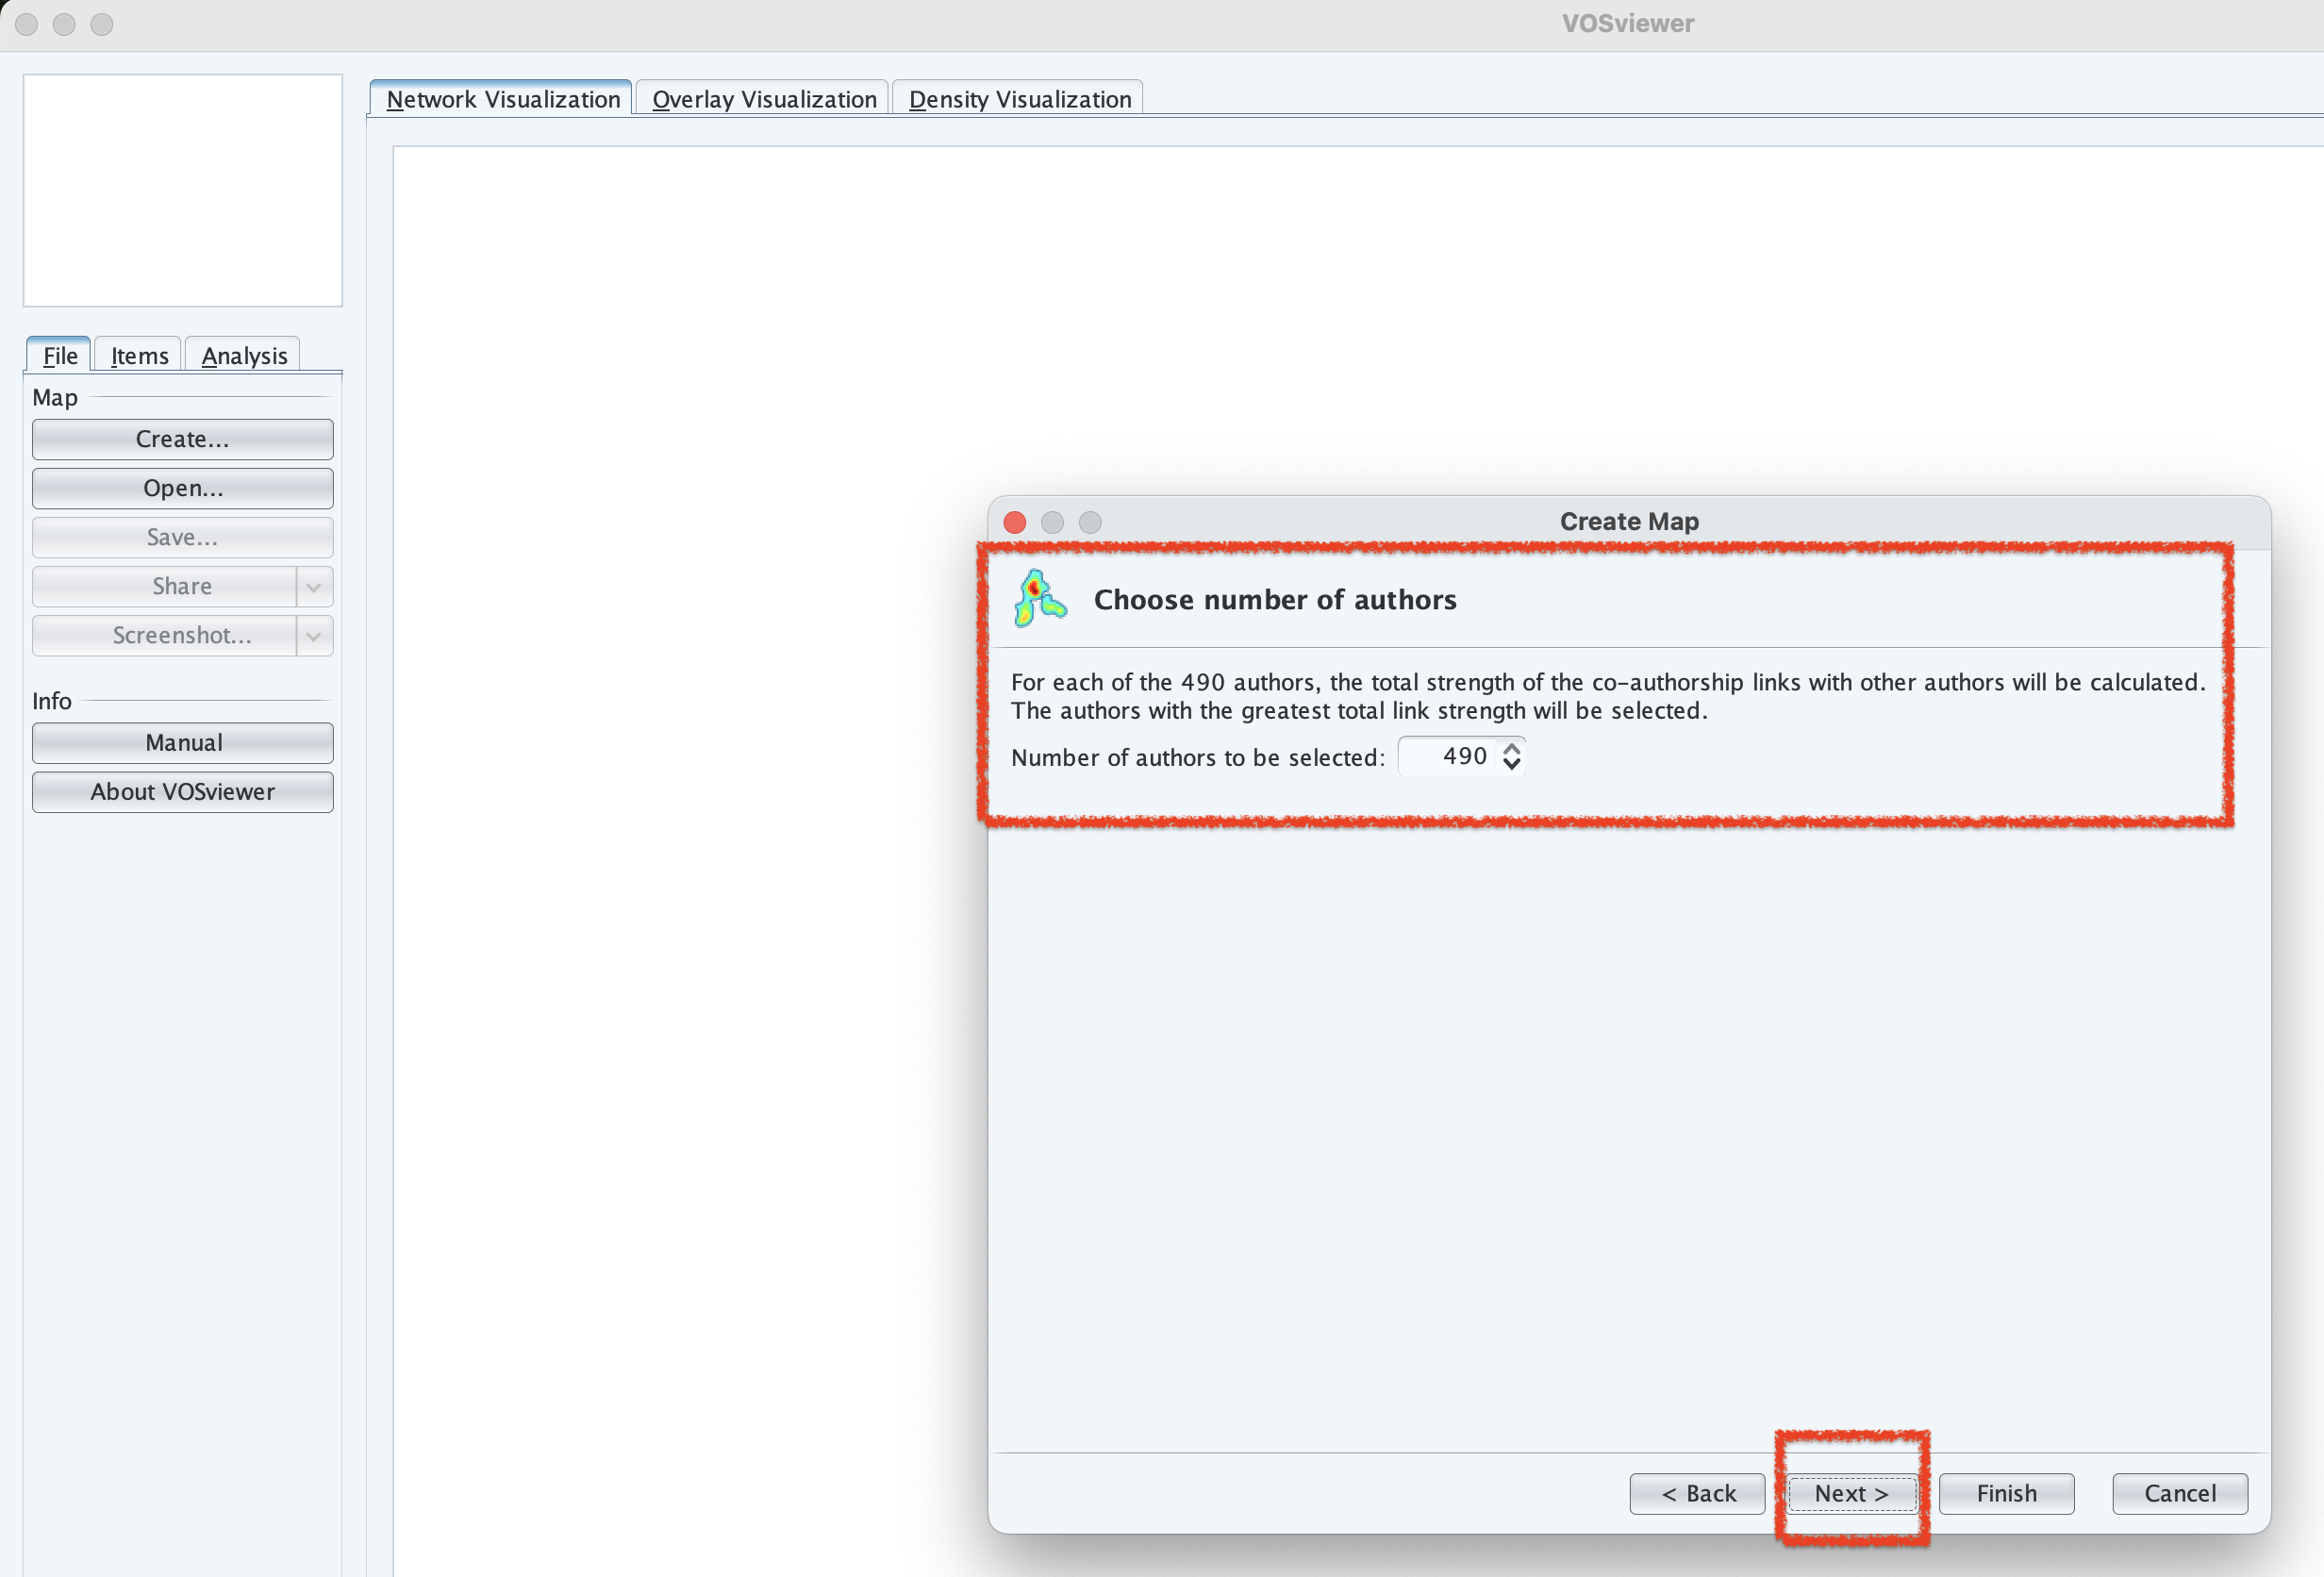 VOSviewer
Network Visualization
Overlay Visualization
Density Visualization
File
Items
Analysis
Map
Create...
Open...
Save...
Share
Screenshot...
Info
Manual
About VOSviewer
Create Map
Choose number of authors
For each of the 490 authors, the total strength of the co-authorship links with other authors will be calculated.
The authors with the greatest total link strength will be selected.
Number of authors to be selected: 490
< Back
Next >
Finish
Cancel